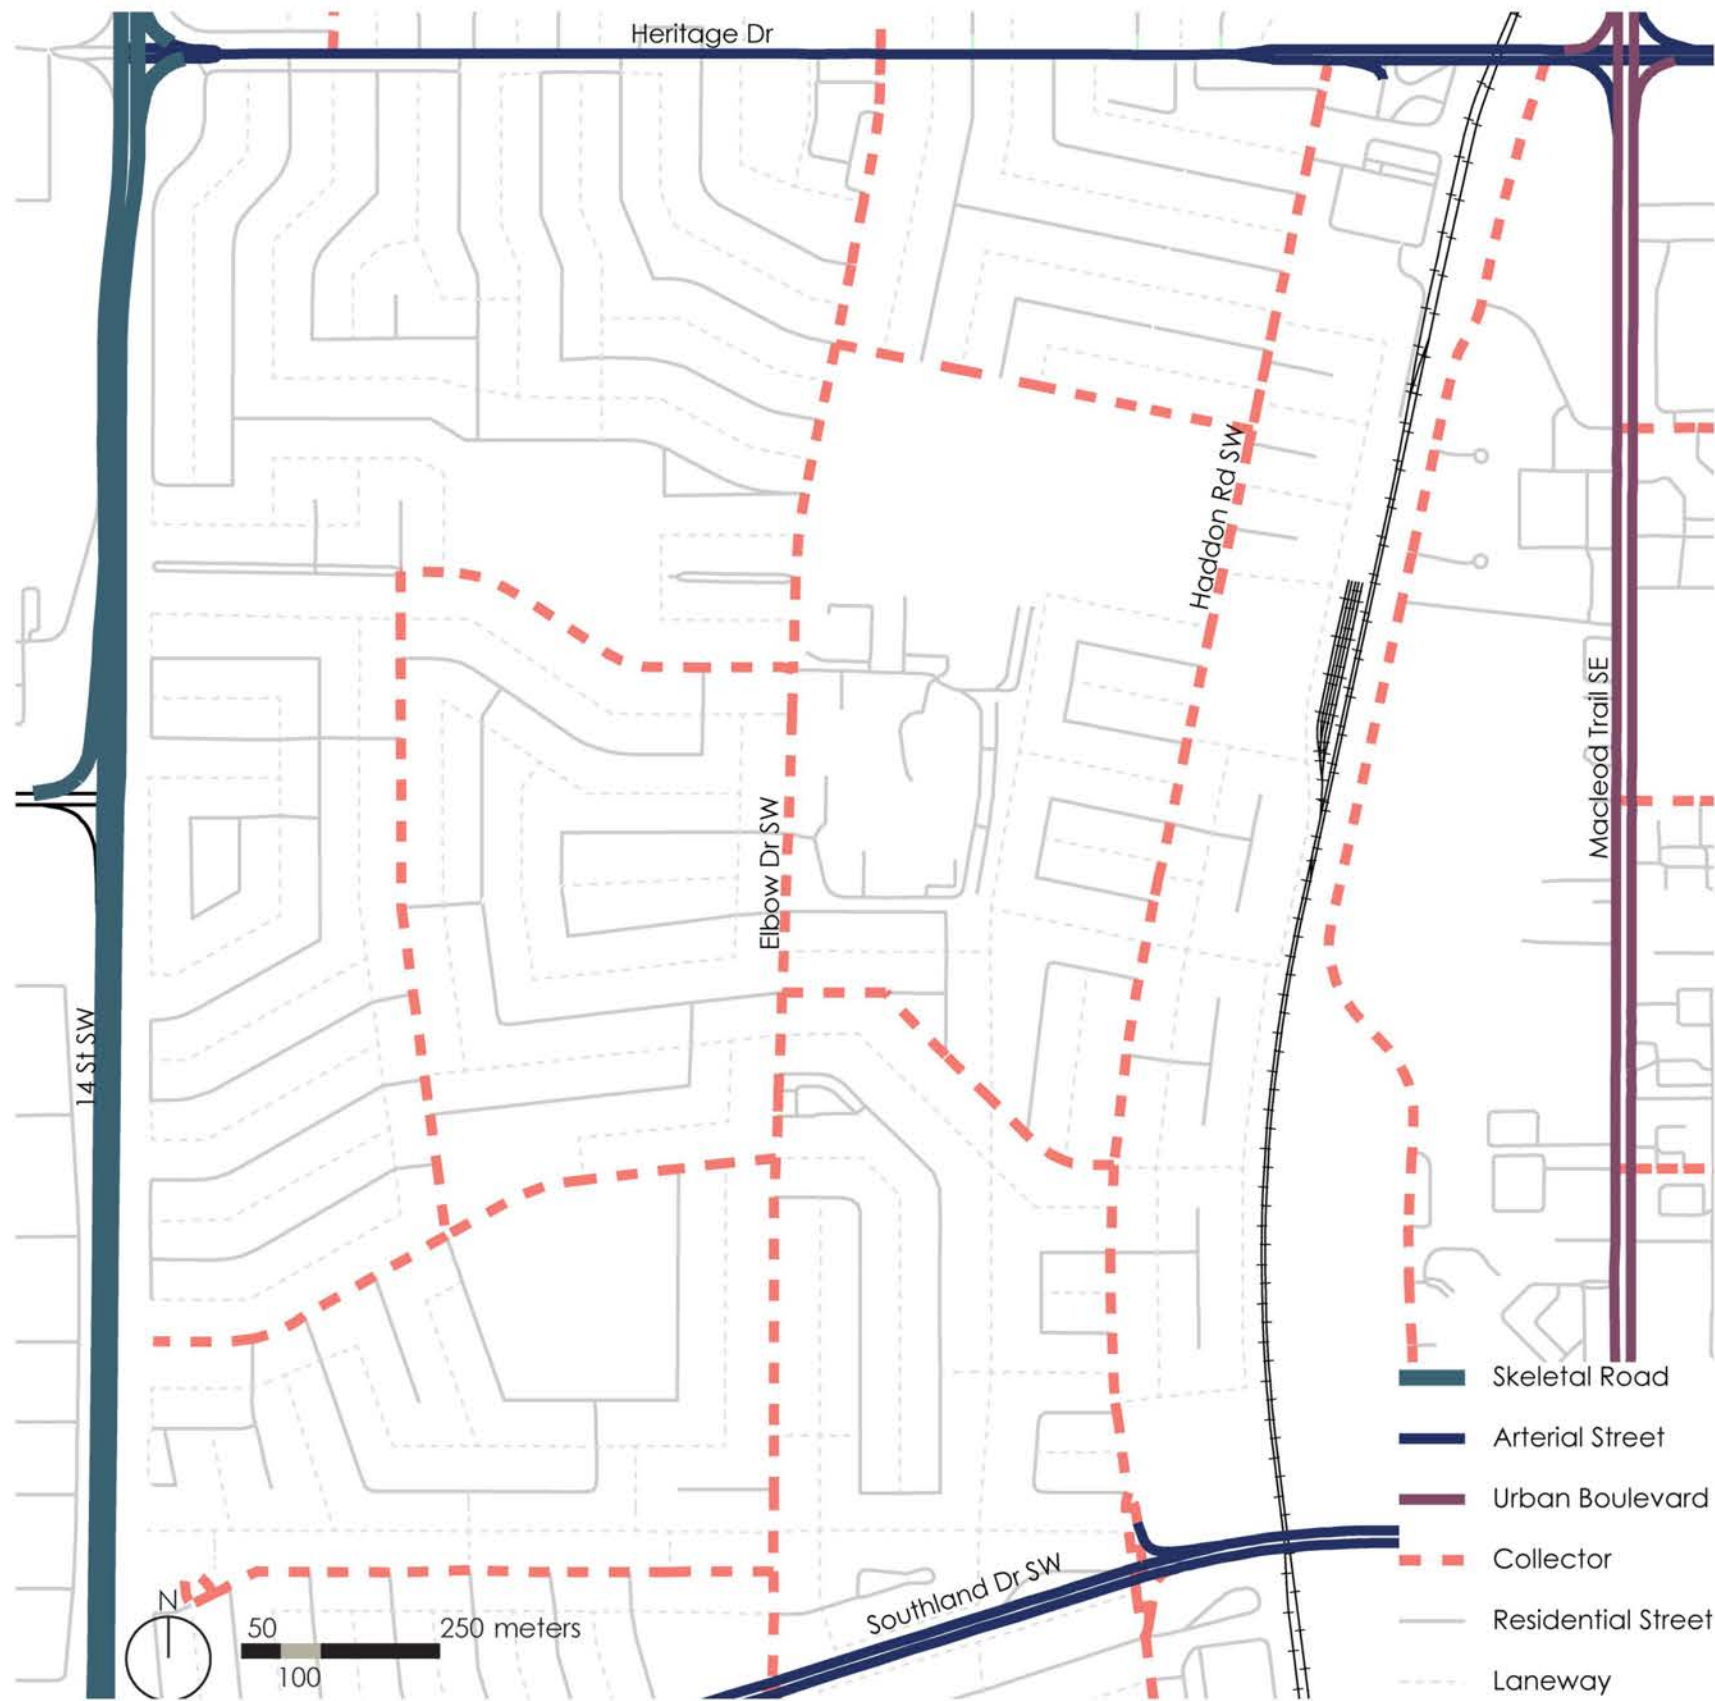 Heritage Dr
Haddon Rd SW
Macleod Trail SE
Elbow Dr SW
14 St SW
Southland Dr SW
N
50
250 meters
100
Skeletal Road
Arterial Street
Urban Boulevard
Collector
Residential Street
Laneway